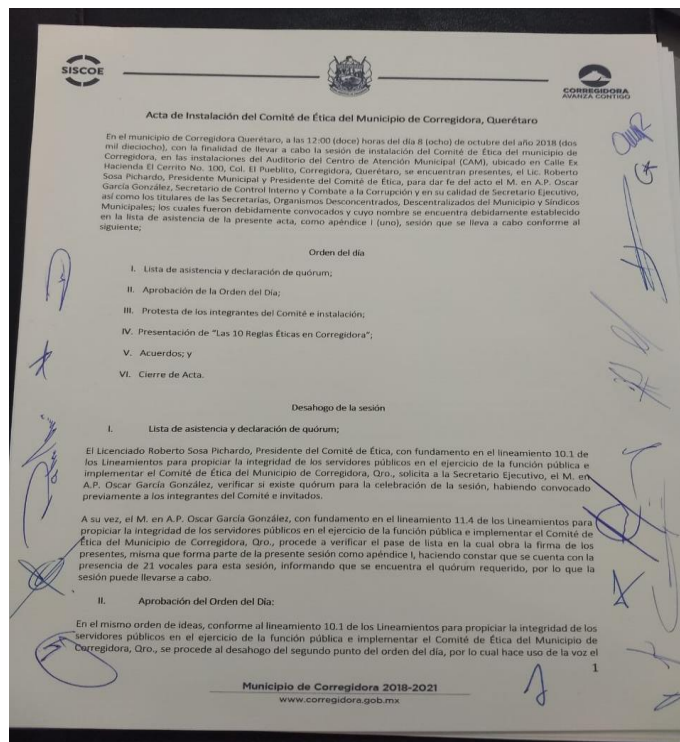 SISCOE
CORREGIDORA
AVANZA CONTIGO
Acta de Instalación del Comité de Ética del Municipio de Corregidora, Querétaro
En el municipio de Corregidora Querétaro, a las 12:00 (doce) horas del día 8 (ocho) de octubre del año 2018 (dos
mil dieciocho), con la finalidad de llevar a cabo la sesión de instalación del Comité de Ética del municipio de
Corregidora, en las instalaciones del Auditorio del Centro de Atención Municipal (CAM), ubicado en Calle Ex
Hacienda El Cerrito No. 100, Col. El Pueblito, Corregidora, Querétaro, se encuentran presentes, el Lic. Roberto
Sosa Pichardo, Presidente Municipal y Presidente del Comité de Ética, para dar fe del acto el M. en A.P. Oscar
García González, Secretario de Control Interno y Combate a la Corrupción y en su calidad de Secretario Ejecutivo,
así como los titulares de las Secretarías, Organismos Desconcentrados, Descentralizados del Municipio y Síndicos
Municipales; los cuales fueron debidamente convocados y cuyo nombre se encuentra debidamente establecido
en la lista de asistencia de la presente acta, como apéndice I (uno), sesión que se lleva a cabo conforme al
siguiente;
Orden del día
I. Lista de asistencia y declaración de quórum;
II. Aprobación de la Orden del Día;
III. Protesta de los integrantes del Comité e instalación;
IV. Presentación de "Las 10 Reglas Éticas en Corregidora";
V. Acuerdos; y
VI. Cierre de Acta.
Desahogo de la sesión
I. Lista de asistencia y declaración de quórum;
El Licenciado Roberto Sosa Pichardo, Presidente del Comité de Ética, con fundamento en el lineamiento 10.1 de
los Lineamientos para propiciar la integridad de los servidores públicos en el ejercicio de la función pública e
implementar el Comité de Ética del Municipio de Corregidora, Qro., solicita a la Secretario Ejecutivo, el M. en
A.P. Oscar García González, verificar si existe quórum para la celebración de la sesión, habiendo convocado
previamente a los integrantes del Comité e invitados.
A su vez, el M. en A.P. Oscar García González, con fundamento en el lineamiento 11.4 de los Lineamientos para
propiciar la integridad de los servidores públicos en el ejercicio de la función pública e implementar el Comité de
Ética del Municipio de Corregidora, Qro., procede a verificar el pase de lista en la cual obra la firma de los
presentes, misma que forma parte de la presente sesión como apéndice I, haciendo constar que se cuenta con la
presencia de 21 vocales para esta sesión, informando que se encuentra el quórum requerido, por lo que la
sesión puede llevarse a cabo.
II. Aprobación del Orden del Día:
En el mismo orden de ideas, conforme al lineamiento 10.1 de los Lineamientos para propiciar la integridad de los
servidores públicos en el ejercicio de la función pública e implementar el Comité de Ética del Municipio de
Corregidora, Qro., se procede al desahogo del segundo punto del orden del día, por lo cual hace uso de la voz el
1
Municipio de Corregidora 2018-2021
www.corregidora.gob.mx